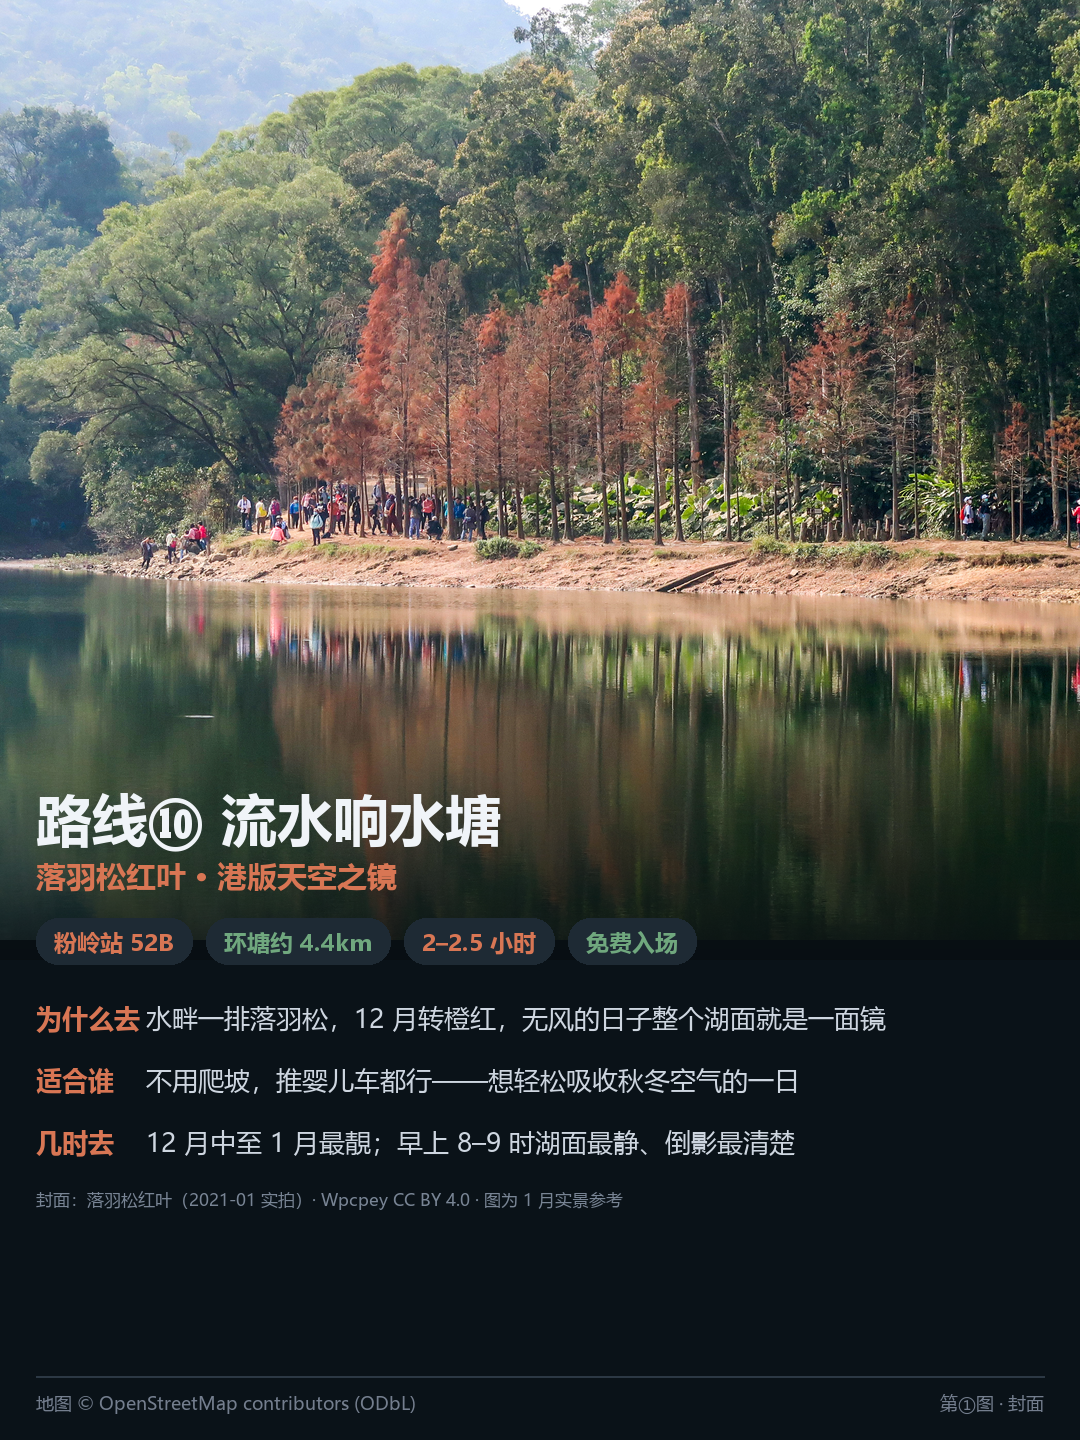 路线⑩ 流水响水塘
落羽松红叶・港版天空之镜
粉岭站 52B 环塘约 4.4km 2–2.5 小时 免费入场
为什么去 水畔一排落羽松，12 月转橙红，无风的日子整个湖面就是一面镜
适合谁 不用爬坡，推婴儿车都行——想轻松吸收秋冬空气的一日
几时去 12 月中至 1 月最靓；早上 8–9 时湖面最静、倒影最清楚
封面：落羽松红叶（2021-01 实拍）· Wpcpey CC BY 4.0 · 图为 1 月实景参考
地图 © OpenStreetMap contributors (ODbL) 第①图 · 封面